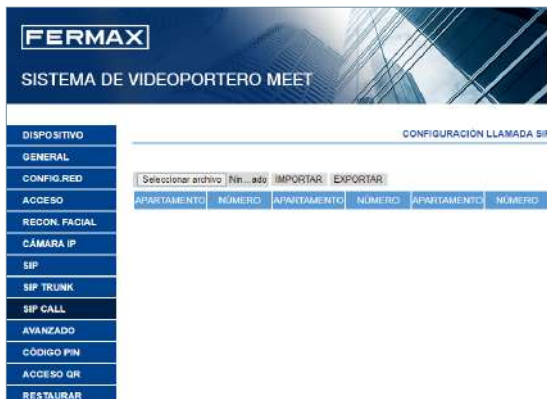 FERMAX
SISTEMA DE VIDEOPORTERO MEET
DISPOSITIVO
CONFIGURACIÓN LLAMADA SIP
GENERAL
CONFIG.RED
Seleccionar archivo Nin...ado IMPORTAR EXPORTAR
ACCESO
APARTAMENTO NÚMERO APARTAMENTO NÚMERO APARTAMENTO NÚMERO
RECON. FACIAL
CÁMARA IP
SIP
SIP TRUNK
SIP CALL
AVANZADO
CÓDIGO PIN
ACCESO QR
RESTAURAR